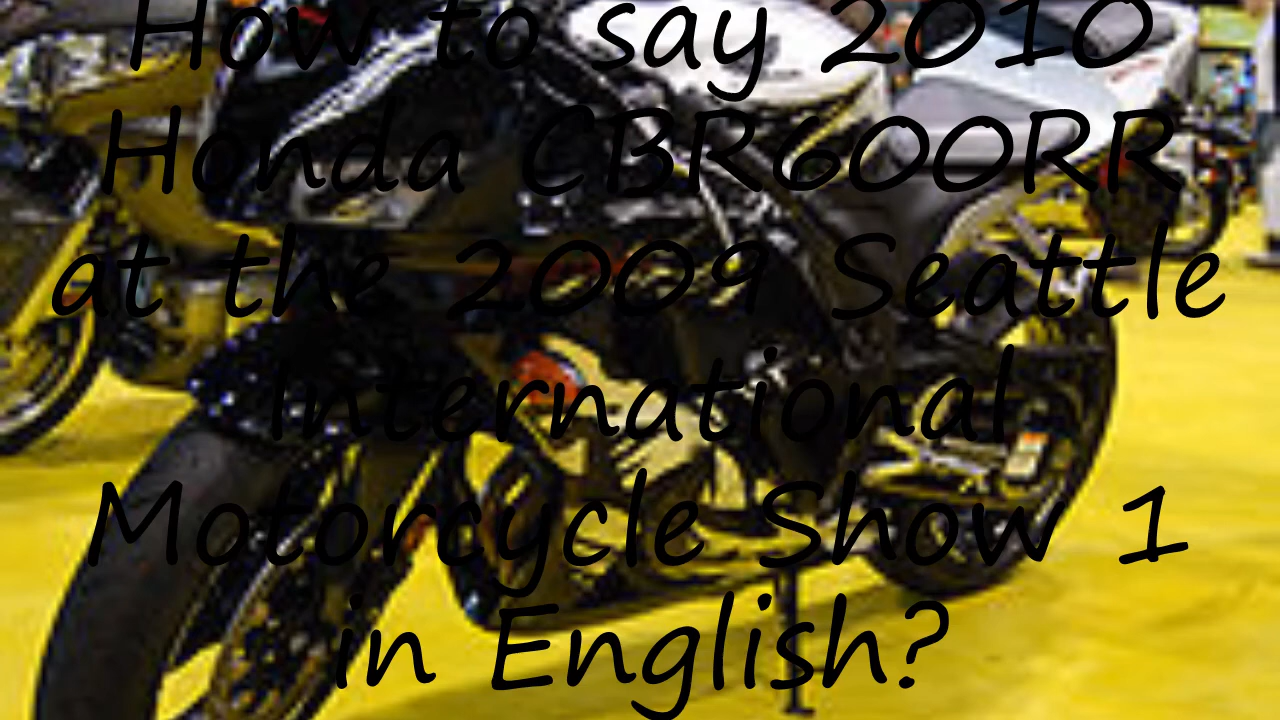 How to say 2010
Honda CBR600RR
at the 2009 Seattle
International
Motorcycle Show 1
in English?